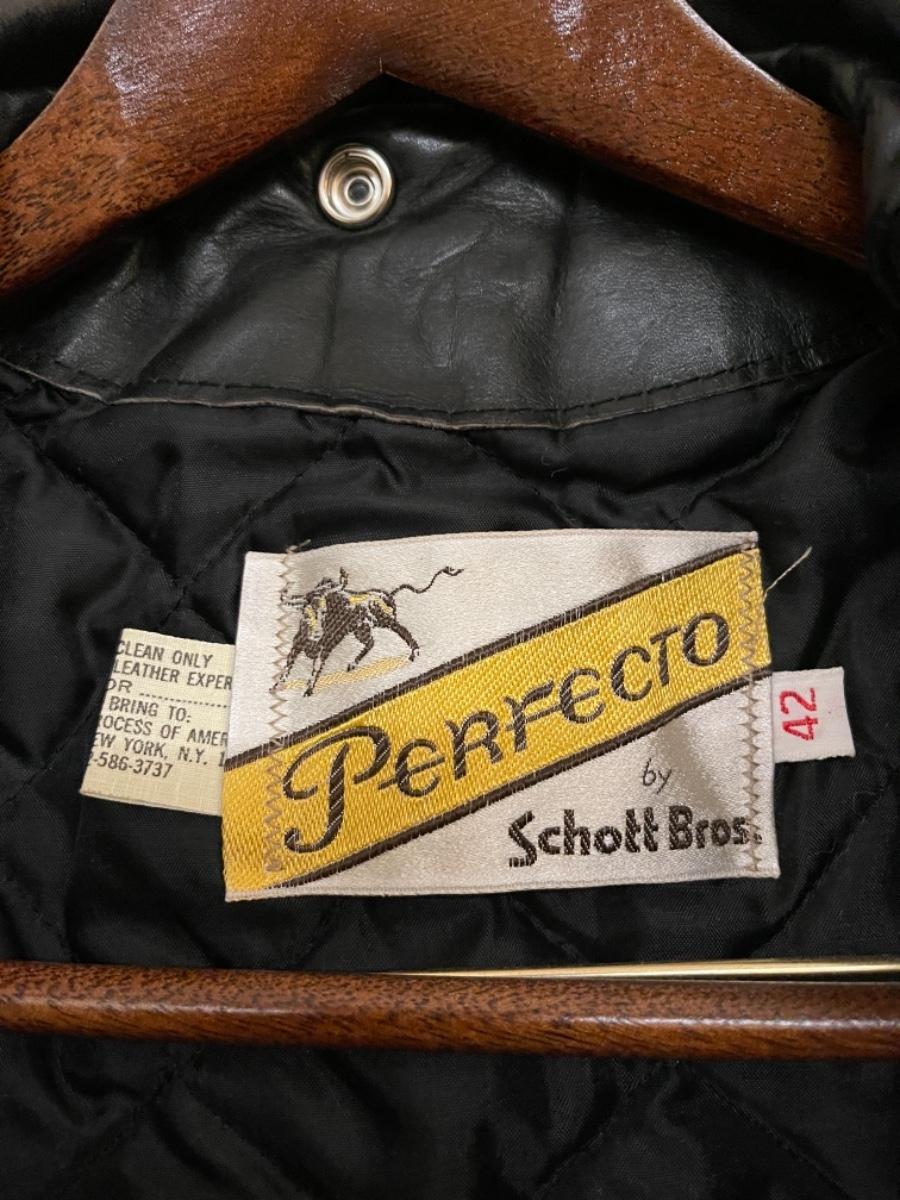 CLEAN ONLY
LEATHER EXPER
OR
BRING TO:
ROCESS OF AMER
EW YORK, N.Y. 1
-586-3737
PERFECTO
by
Schott Bros.
42